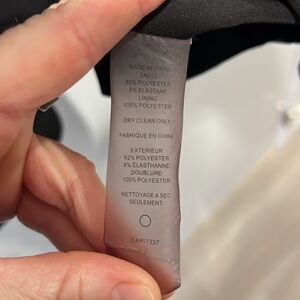 MADE IN CHINA
SHELL
92% POLYESTER
8% ELASTANE
LINING
100% POLYESTER
DRY CLEAN ONLY
FABRIQUE EN CHINE
EXTERIEUR
92% POLYESTER
8% ÉLASTHANNE
DOUBLURE
100% POLYESTER
NETTOYAGE A SEC
SEULEMENT
CA#57337